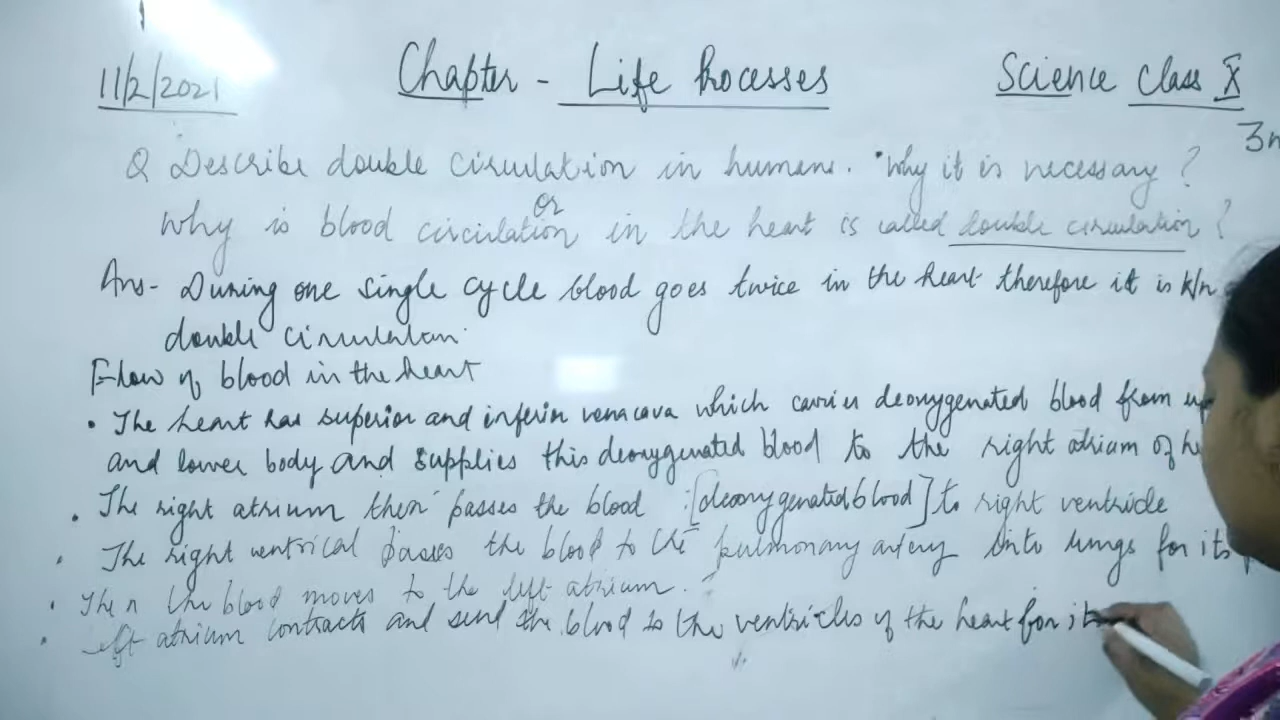 11/2/2021 Chapter - Life Processes Science Class X
3m
Q Describe double circulation in humans. Why it is necessary ?
or
Why is blood circulation in the heart is called double circulation ?
Ans - During one single cycle blood goes twice in the heart therefore it is k/n
double circulation.
Flow of blood in the heart
• The heart has superior and inferior venacava which carries deoxygenated blood from
and lower body and supplies this deoxygenated blood to the right atrium of
• The right atrium then passes the blood [deoxygenated blood] to right ventricle
• The right ventrical passes the blood to the pulmonary artery into lungs for its
• Then the blood moves to the left atrium.
• left atrium contracts and send the blood to the ventricles of the heart for its